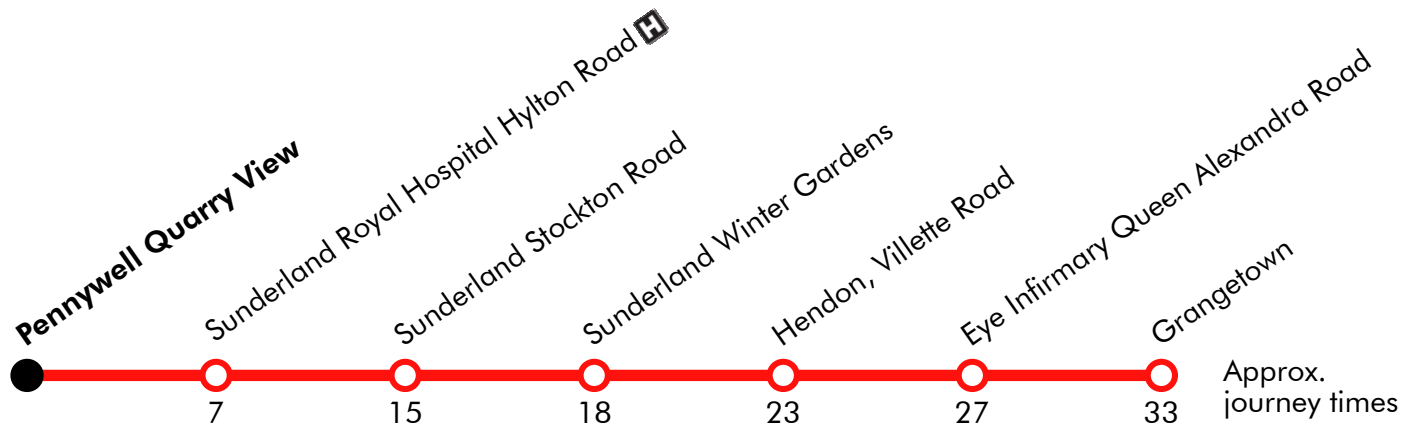 Pennywell Quarry View
Sunderland Royal Hospital Hylton Road H
Sunderland Stockton Road
Sunderland Winter Gardens
Hendon, Villette Road
Eye Infirmary Queen Alexandra Road
Grangetown
7
15
18
23
27
33
Approx.
journey times